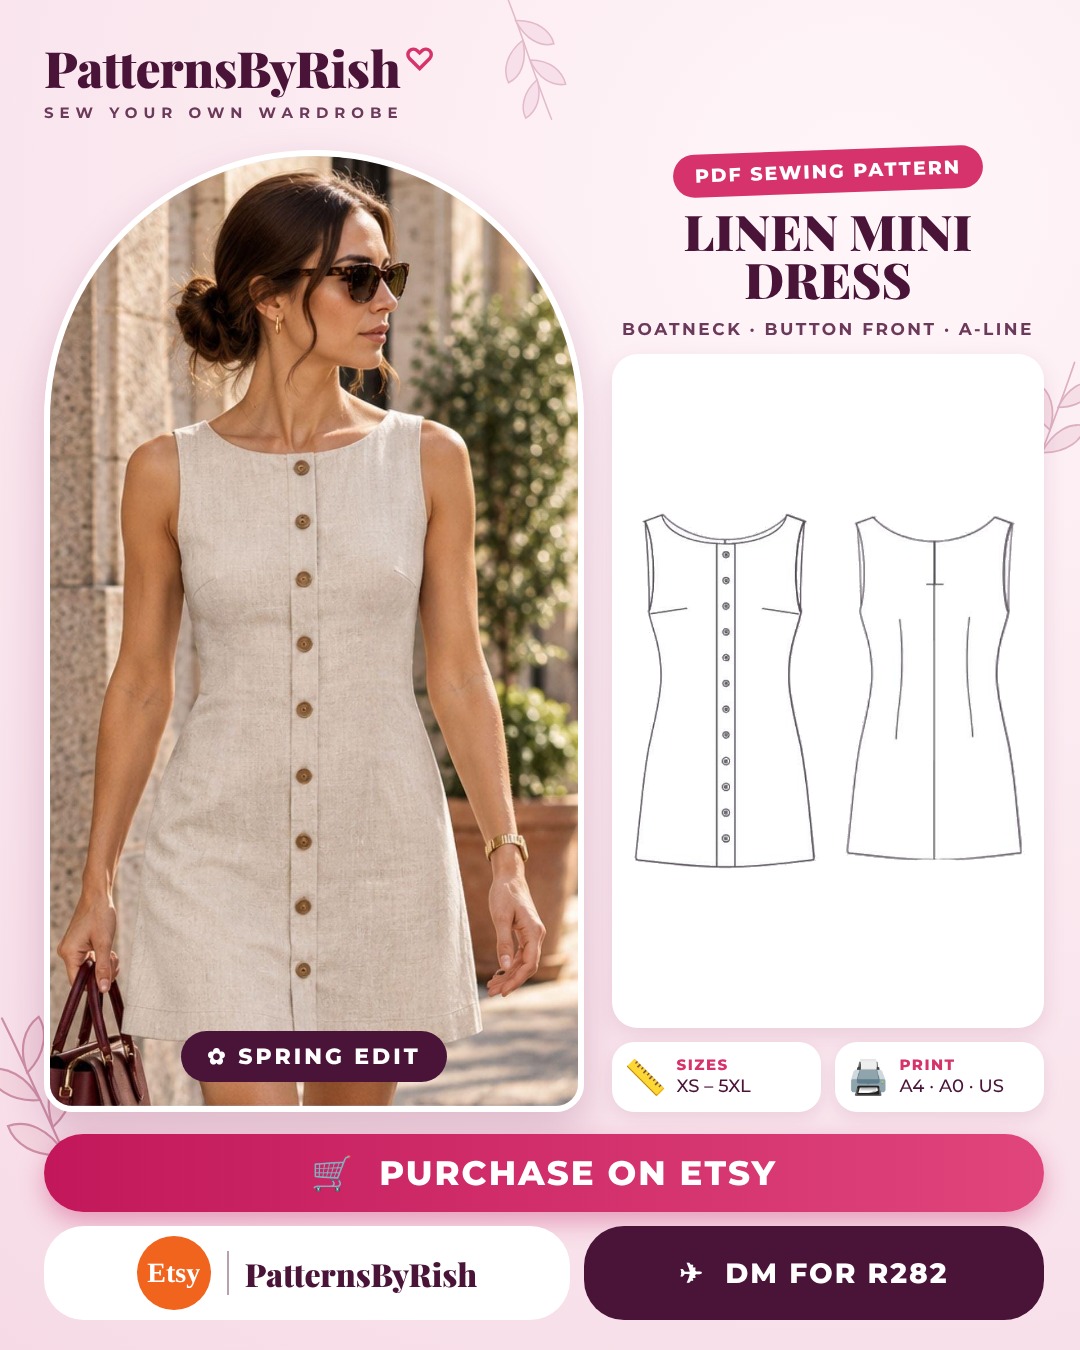 PatternsByRish
SEW YOUR OWN WARDROBE
PDF SEWING PATTERN
LINEN MINI
DRESS
BOATNECK · BUTTON FRONT · A-LINE
✿ SPRING EDIT
SIZES
XS – 5XL
PRINT
A4 · A0 · US
PURCHASE ON ETSY
Etsy
PatternsByRish
DM FOR R282